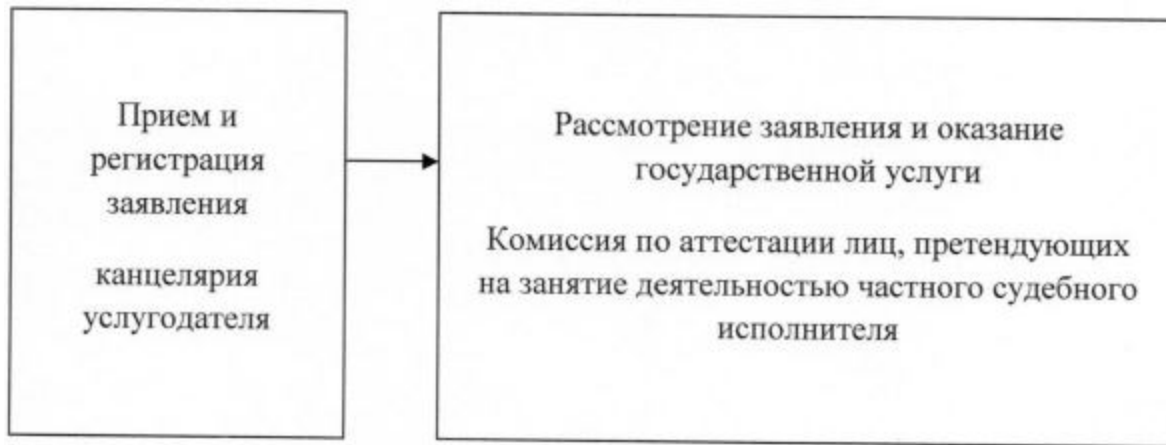 Прием и
регистрация
заявления
канцелярия
услугодателя
Рассмотрение заявления и оказание
государственной услуги
Комиссия по аттестации лиц, претендующих
на занятие деятельностью частного судебного
исполнителя